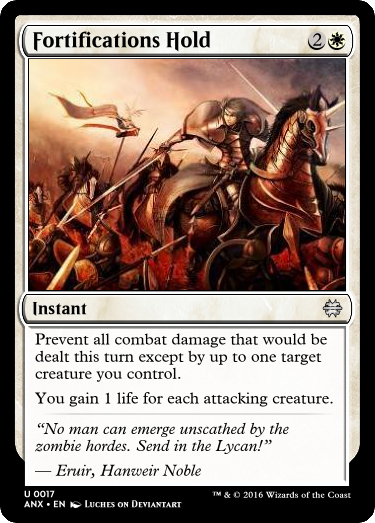 Fortifications Hold 2
Instant
Prevent all combat damage that would be
dealt this turn except by up to one target
creature you control.
You gain 1 life for each attacking creature.
“No man can emerge unscathed by the
zombie hordes. Send in the Lycan!”
— Eruir, Hanweir Noble
U 0017
ANX • EN Luches on Deviantart
™ & © 2016 Wizards of the Coast